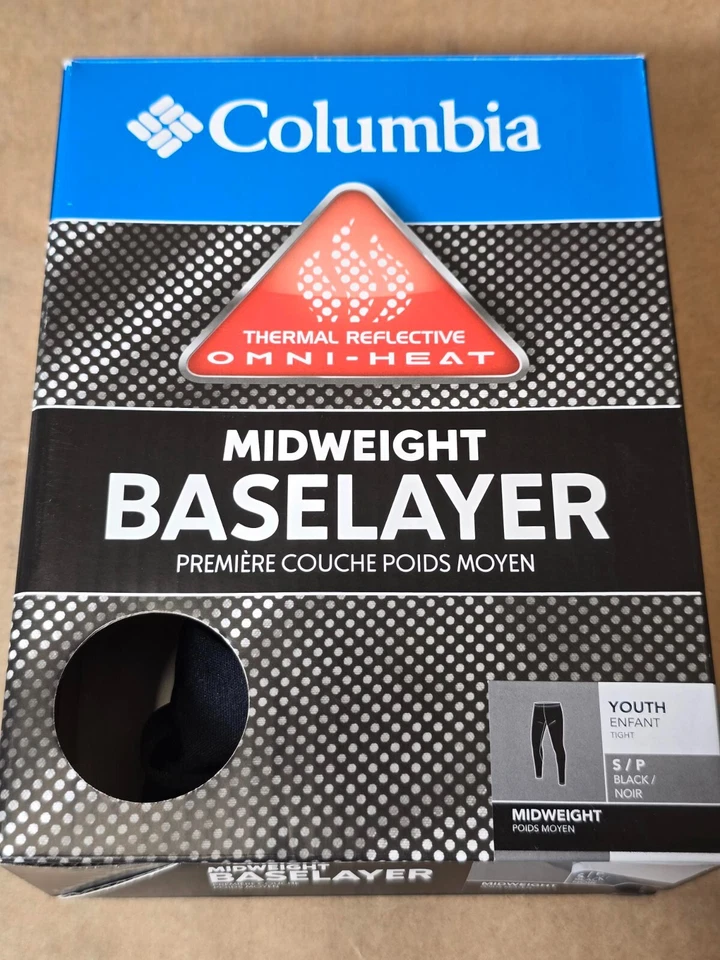 Columbia
THERMAL REFLECTIVE
OMNI-HEAT
MIDWEIGHT
BASELAYER
PREMIÈRE COUCHE POIDS MOYEN
YOUTH
ENFANT
TIGHT
S / P
BLACK /
NOIR
MIDWEIGHT
POIDS MOYEN
MIDWEIGHT
BASELAYER
MIDWEIGHT